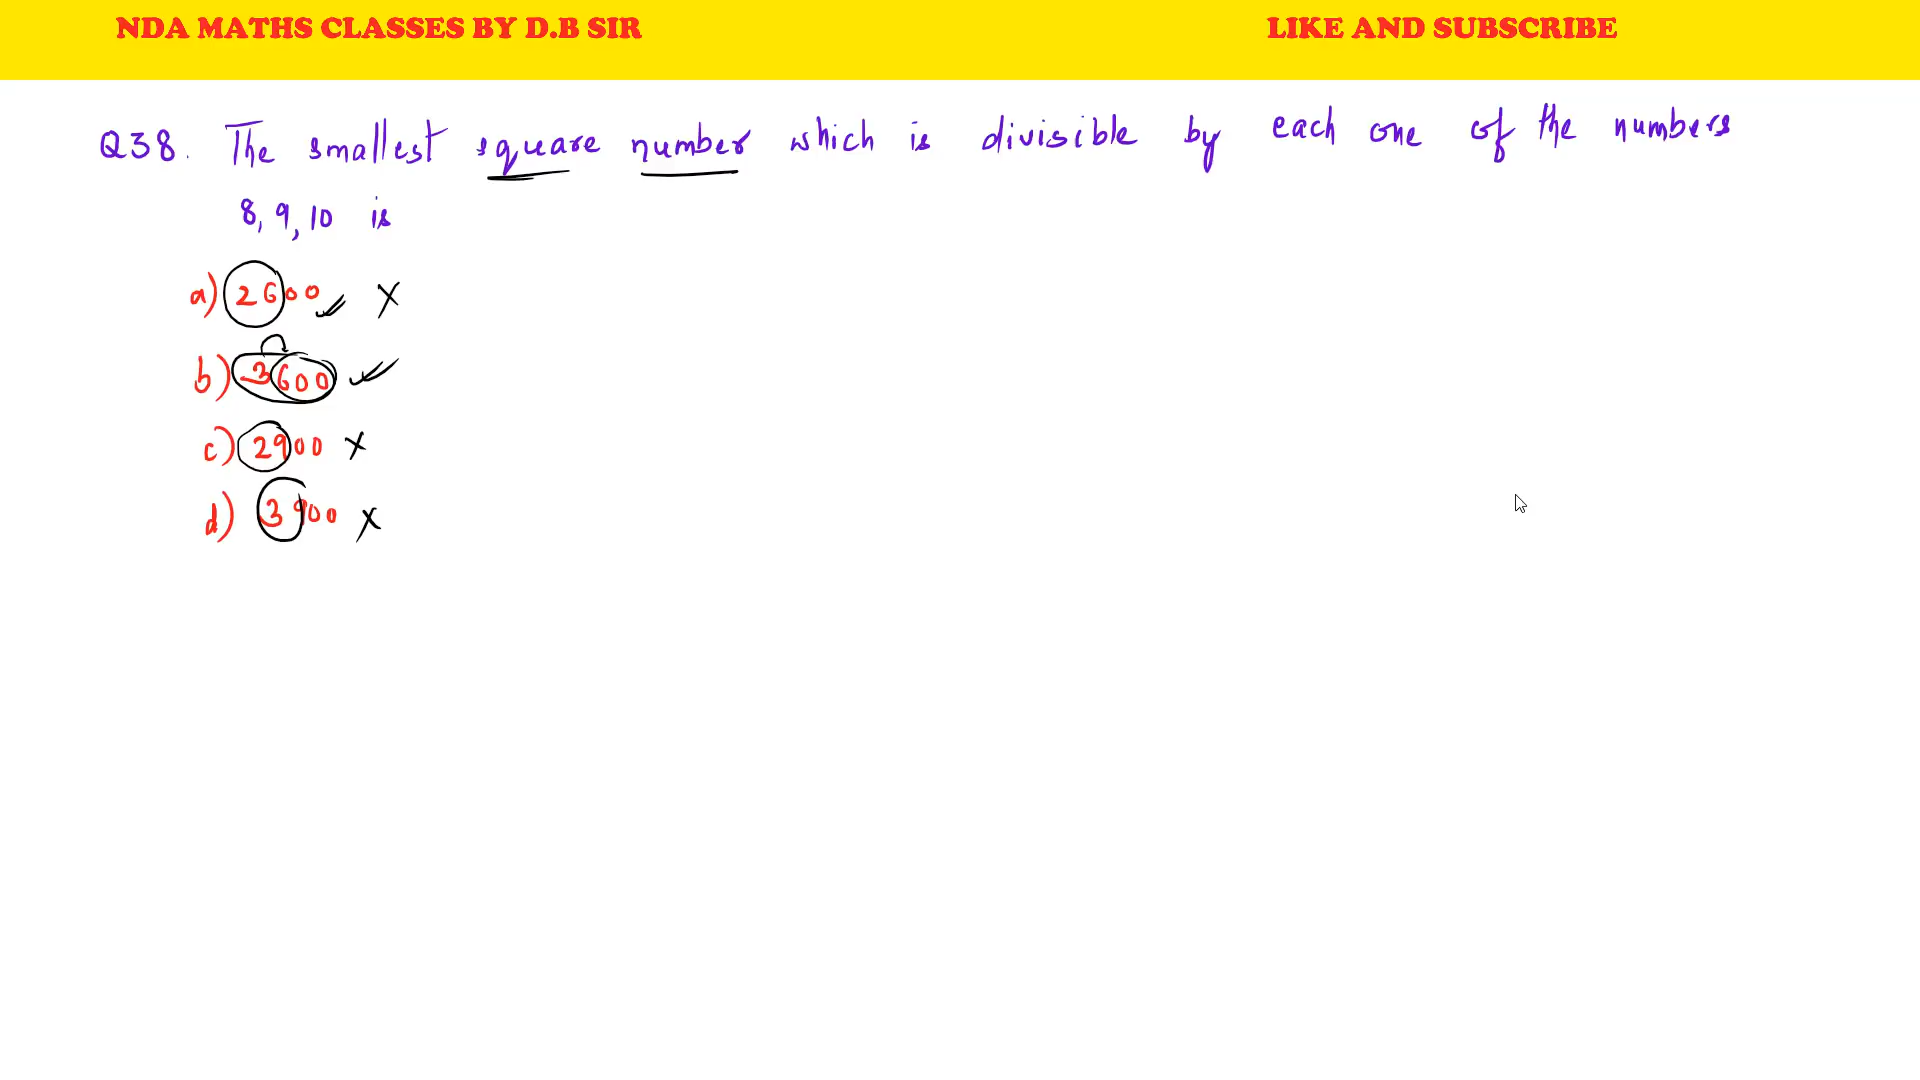 NDA MATHS CLASSES BY D.B SIR LIKE AND SUBSCRIBE
Q38. The smallest square number which is divisible by each one of the numbers
8, 9, 10 is
a) 2600
b) 3600
c) 2900
d) 3900